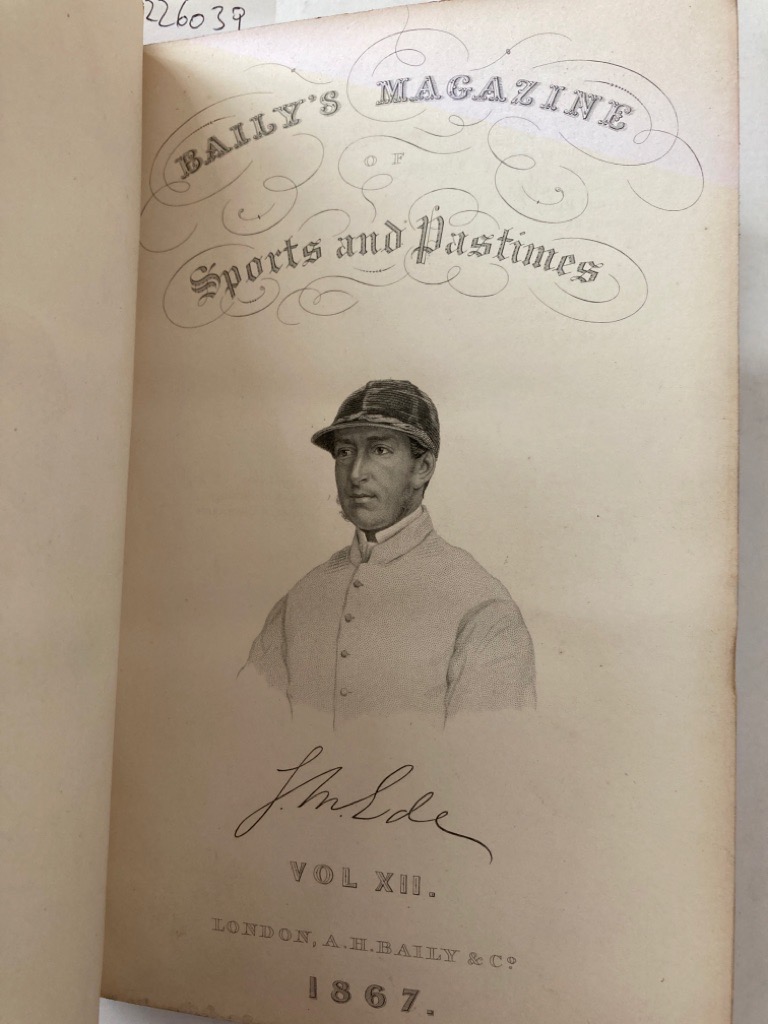 226039
BAILY'S MAGAZINE
OF
Sports and Pastimes
J. M. Ede
VOL XII.
LONDON, A. H. BAILY & Co.
1867.